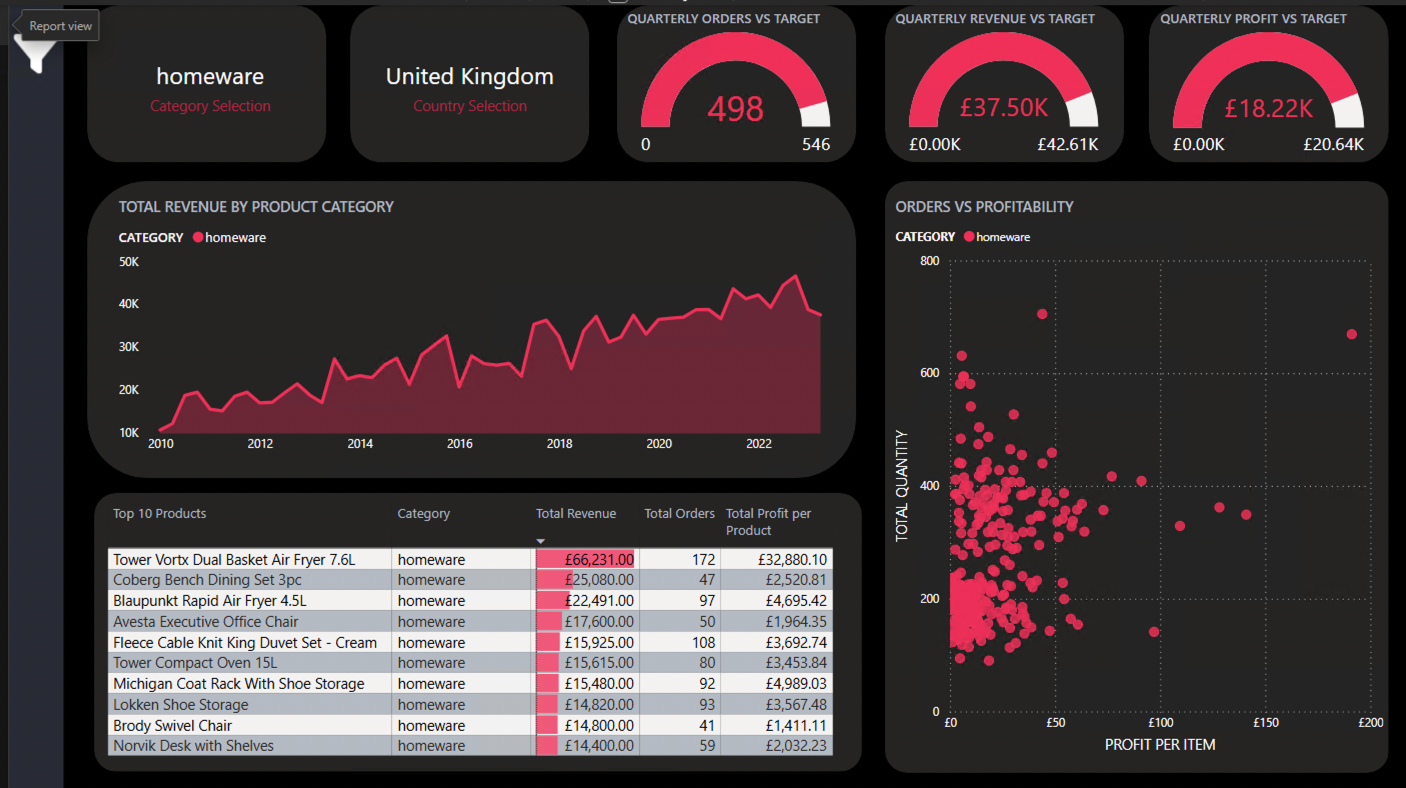 Report view
homeware
Category Selection
United Kingdom
Country Selection
QUARTERLY ORDERS VS TARGET
498
0 546
QUARTERLY REVENUE VS TARGET
£37.50K
£0.00K £42.61K
QUARTERLY PROFIT VS TARGET
£18.22K
£0.00K £20.64K
TOTAL REVENUE BY PRODUCT CATEGORY
CATEGORY homeware
50K
40K
30K
20K
10K
2010 2012 2014 2016 2018 2020 2022
ORDERS VS PROFITABILITY
CATEGORY homeware
TOTAL QUANTITY
800
600
400
200
0
£0 £50 £100 £150 £200
PROFIT PER ITEM
Top 10 Products Category Total Revenue Total Orders Total Profit per
Product
Tower Vortx Dual Basket Air Fryer 7.6L homeware £66,231.00 172 £32,880.10
Coberg Bench Dining Set 3pc homeware £25,080.00 47 £2,520.81
Blaupunkt Rapid Air Fryer 4.5L homeware £22,491.00 97 £4,695.42
Avesta Executive Office Chair homeware £17,600.00 50 £1,964.35
Fleece Cable Knit King Duvet Set - Cream homeware £15,925.00 108 £3,692.74
Tower Compact Oven 15L homeware £15,615.00 80 £3,453.84
Michigan Coat Rack With Shoe Storage homeware £15,480.00 92 £4,989.03
Lokken Shoe Storage homeware £14,820.00 93 £3,567.48
Brody Swivel Chair homeware £14,800.00 41 £1,411.11
Norvik Desk with Shelves homeware £14,400.00 59 £2,032.23